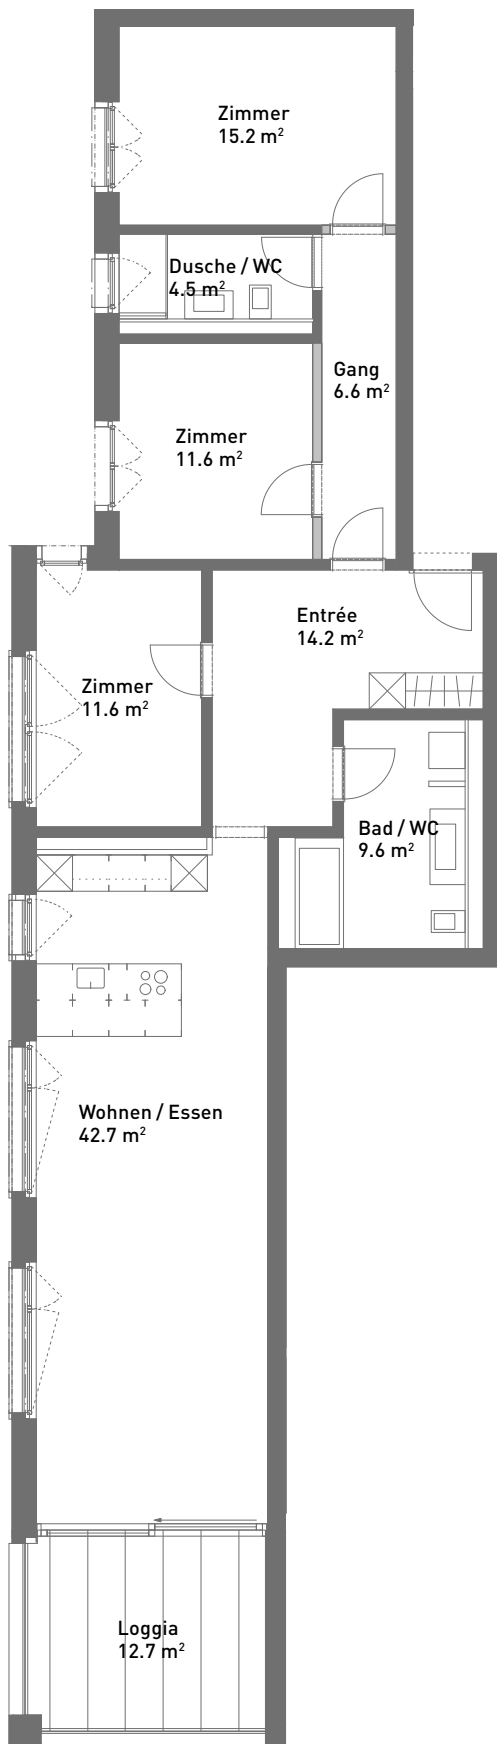 Zimmer
15.2 m²
Dusche / WC
4.5 m²
Gang
6.6 m²
Zimmer
11.6 m²
Entrée
14.2 m²
Zimmer
11.6 m²
Bad / WC
9.6 m²
Wohnen / Essen
42.7 m²
Loggia
12.7 m²